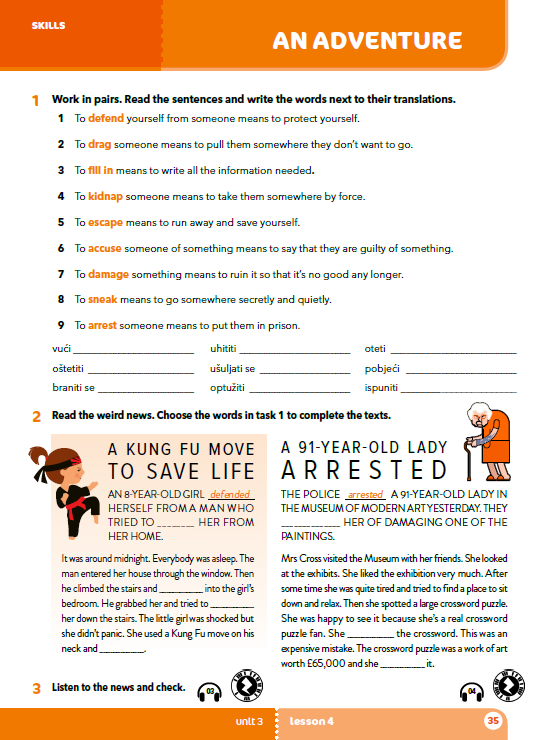 SKILLS
AN ADVENTURE
1 Work in pairs. Read the sentences and write the words next to their translations.
1 To defend yourself from someone means to protect yourself.
2 To drag someone means to pull them somewhere they don't want to go.
3 To fill in means to write all the information needed.
4 To kidnap someone means to take them somewhere by force.
5 To escape means to run away and save yourself.
6 To accuse someone of something means to say that they are guilty of something.
7 To damage something means to ruin it so that it's no good any longer.
8 To sneak means to go somewhere secretly and quietly.
9 To arrest someone means to put them in prison.
vući ____________ uhititi ____________ oteti ____________
oštetiti ____________ ušuljati se ____________ pobjeći ____________
braniti se ____________ optužiti ____________ ispuniti ____________
2 Read the weird news. Choose the words in task 1 to complete the texts.
A KUNG FU MOVE
TO SAVE LIFE
AN 8-YEAR-OLD GIRL defended
HERSELF FROM A MAN WHO
TRIED TO _______ HER FROM
HER HOME.
It was around midnight. Everybody was asleep. The
man entered her house through the window. Then
he climbed the stairs and _________ into the girl's
bedroom. He grabbed her and tried to _________
her down the stairs. The little girl was shocked but
she didn't panic. She used a Kung Fu move on his
neck and _________.
A 91-YEAR-OLD LADY
ARRESTED
THE POLICE arrested A 91-YEAR-OLD LADY IN
THE MUSEUM OF MODERN ART YESTERDAY. THEY
___________ HER OF DAMAGING ONE OF THE
PAINTINGS.
Mrs Cross visited the Museum with her friends. She looked
at the exhibits. She liked the exhibition very much. After
some time she was quite tired and tried to find a place to sit
down and relax. Then she spotted a large crossword puzzle.
She was happy to see it because she's a real crossword
puzzle fan. She _________ the crossword. This was an
expensive mistake. The crossword puzzle was a work of art
worth £65,000 and she _________ it.
3 Listen to the news and check.
03
04
unit 3 lesson 4 35